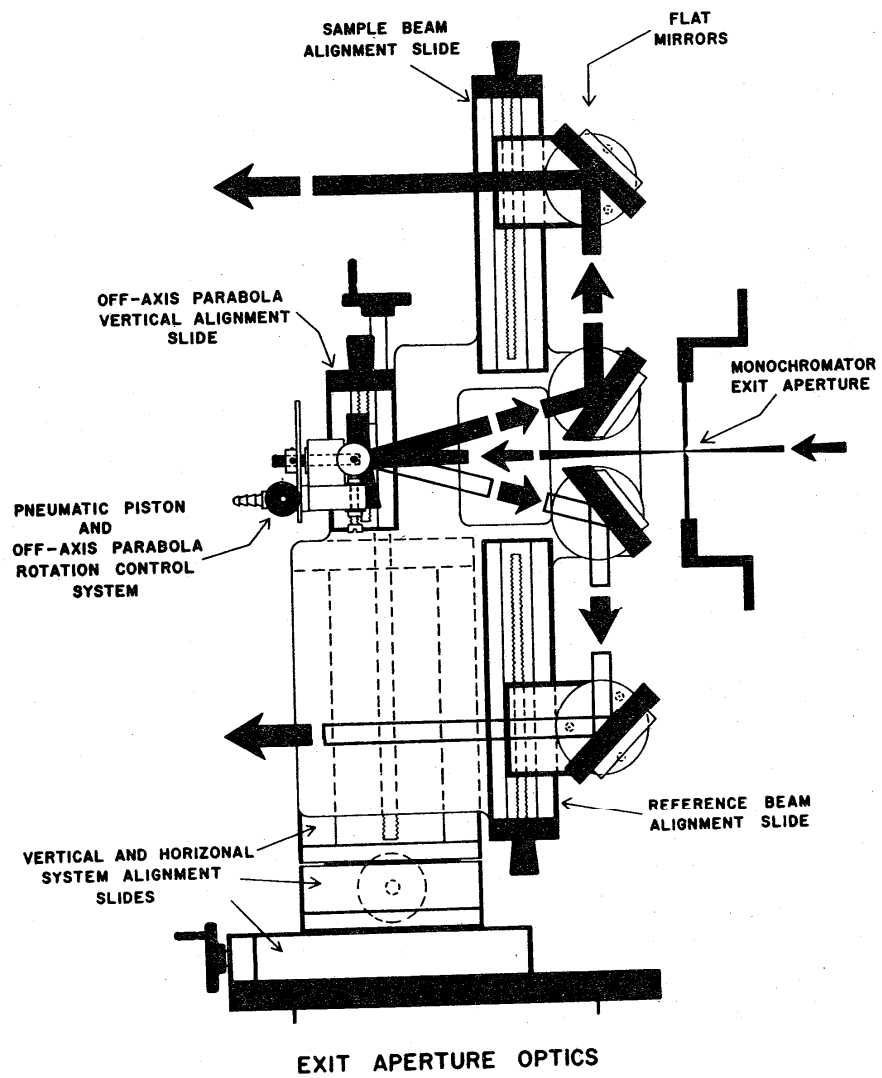 SAMPLE BEAM
ALIGNMENT SLIDE
FLAT
MIRRORS
OFF-AXIS PARABOLA
VERTICAL ALIGNMENT
SLIDE
MONOCHROMATOR
EXIT APERTURE
PNEUMATIC PISTON
AND
OFF-AXIS PARABOLA
ROTATION CONTROL
SYSTEM
REFERENCE BEAM
ALIGNMENT SLIDE
VERTICAL AND HORIZONAL
SYSTEM ALIGNMENT
SLIDES
EXIT APERTURE OPTICS